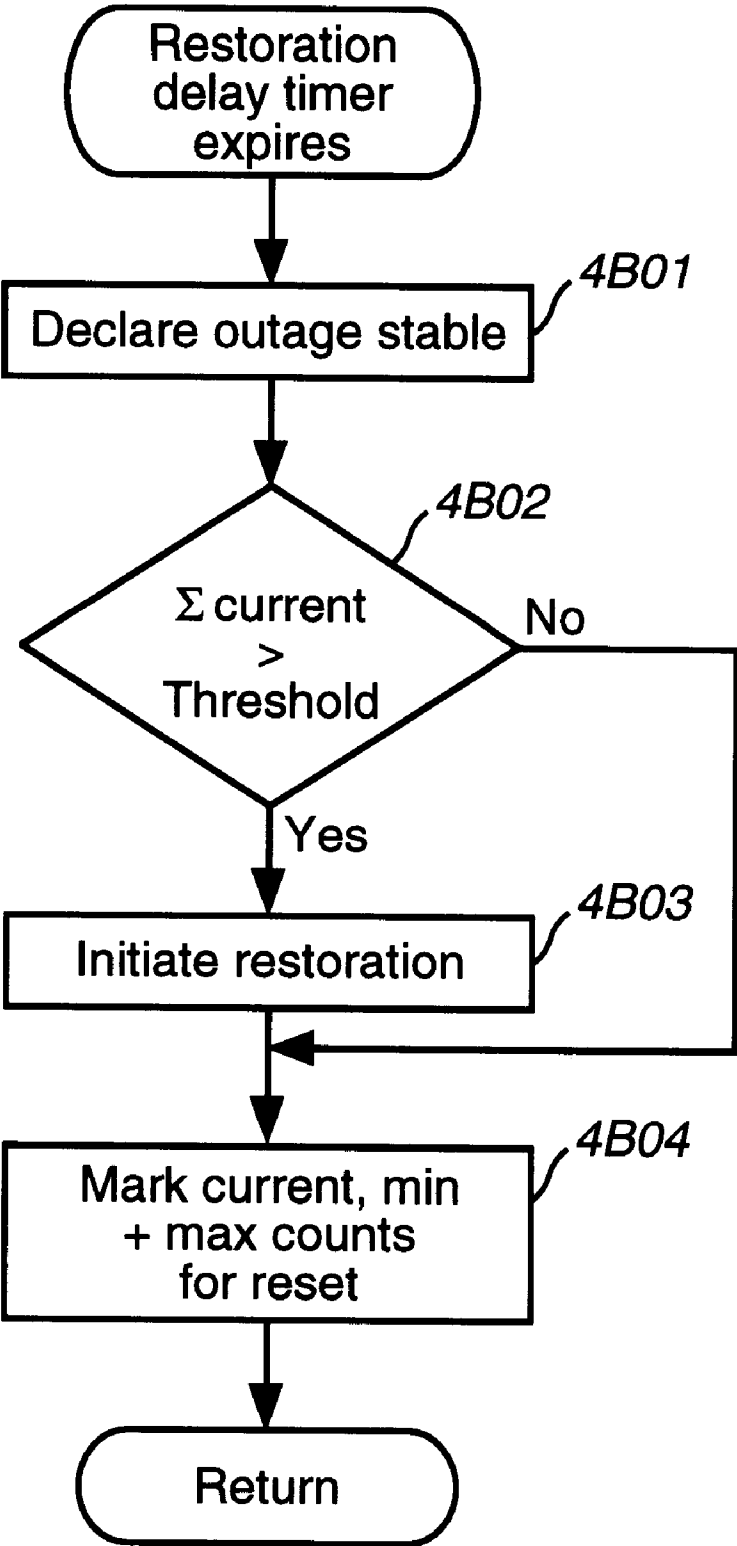 Restoration
delay timer
expires
4B01
Declare outage stable
4B02
Σ current
>
Threshold
No
Yes
4B03
Initiate restoration
4B04
Mark current, min
+ max counts
for reset
Return